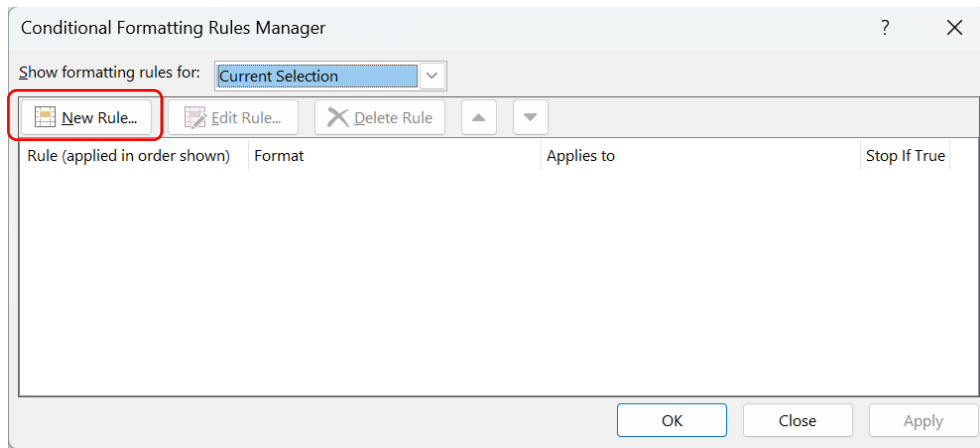 Conditional Formatting Rules Manager ?
Show formatting rules for: Current Selection
New Rule... Edit Rule... Delete Rule
Rule (applied in order shown) Format Applies to Stop If True
OK Close Apply